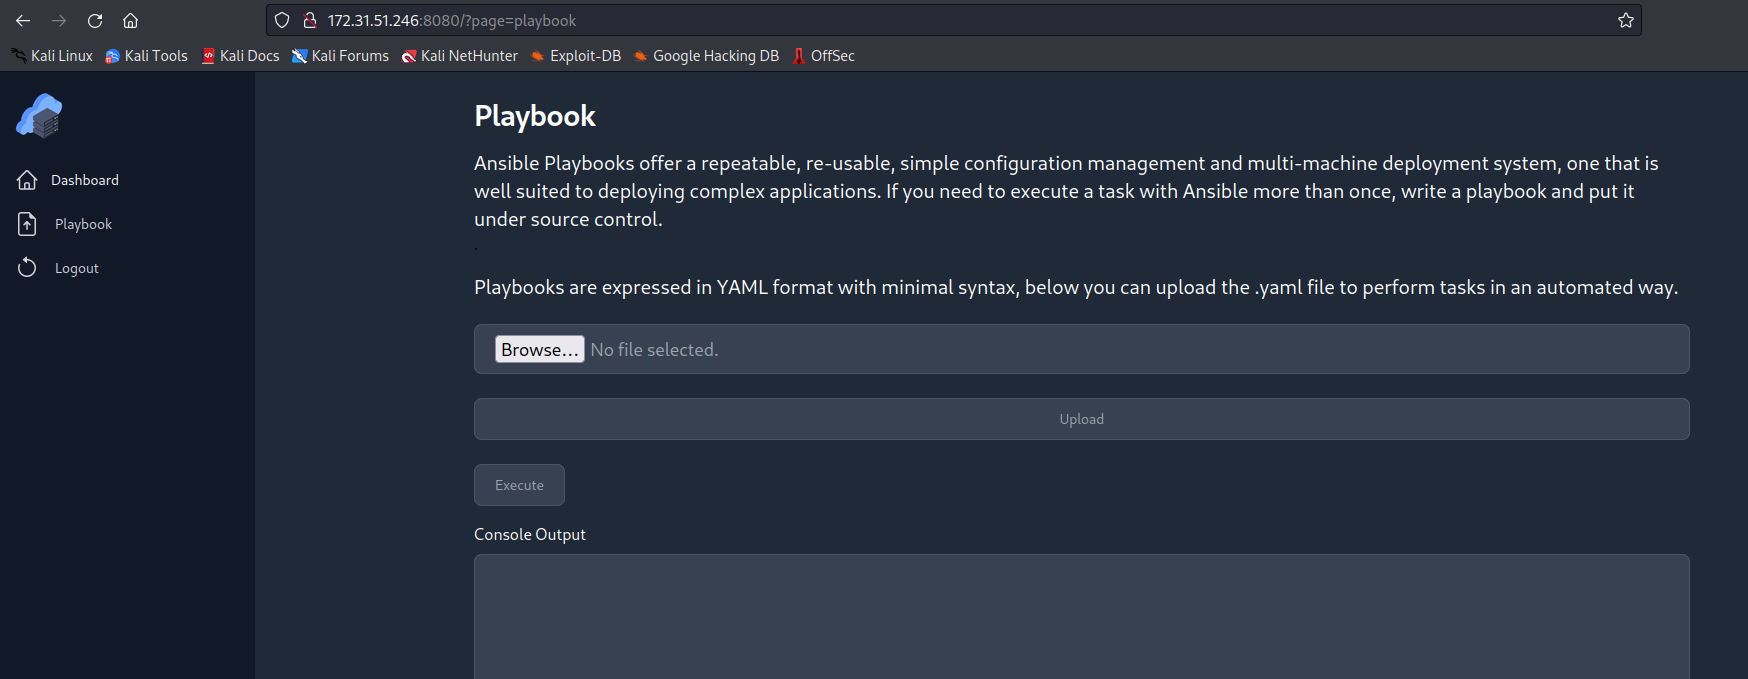 172.31.51.246:8080/?page=playbook
Kali Linux Kali Tools Kali Docs Kali Forums Kali NetHunter Exploit-DB Google Hacking DB OffSec
Dashboard
Playbook
Logout
Playbook
Ansible Playbooks offer a repeatable, re-usable, simple configuration management and multi-machine deployment system, one that is
well suited to deploying complex applications. If you need to execute a task with Ansible more than once, write a playbook and put it
under source control.
.
Playbooks are expressed in YAML format with minimal syntax, below you can upload the .yaml file to perform tasks in an automated way.
Browse... No file selected.
Upload
Execute
Console Output